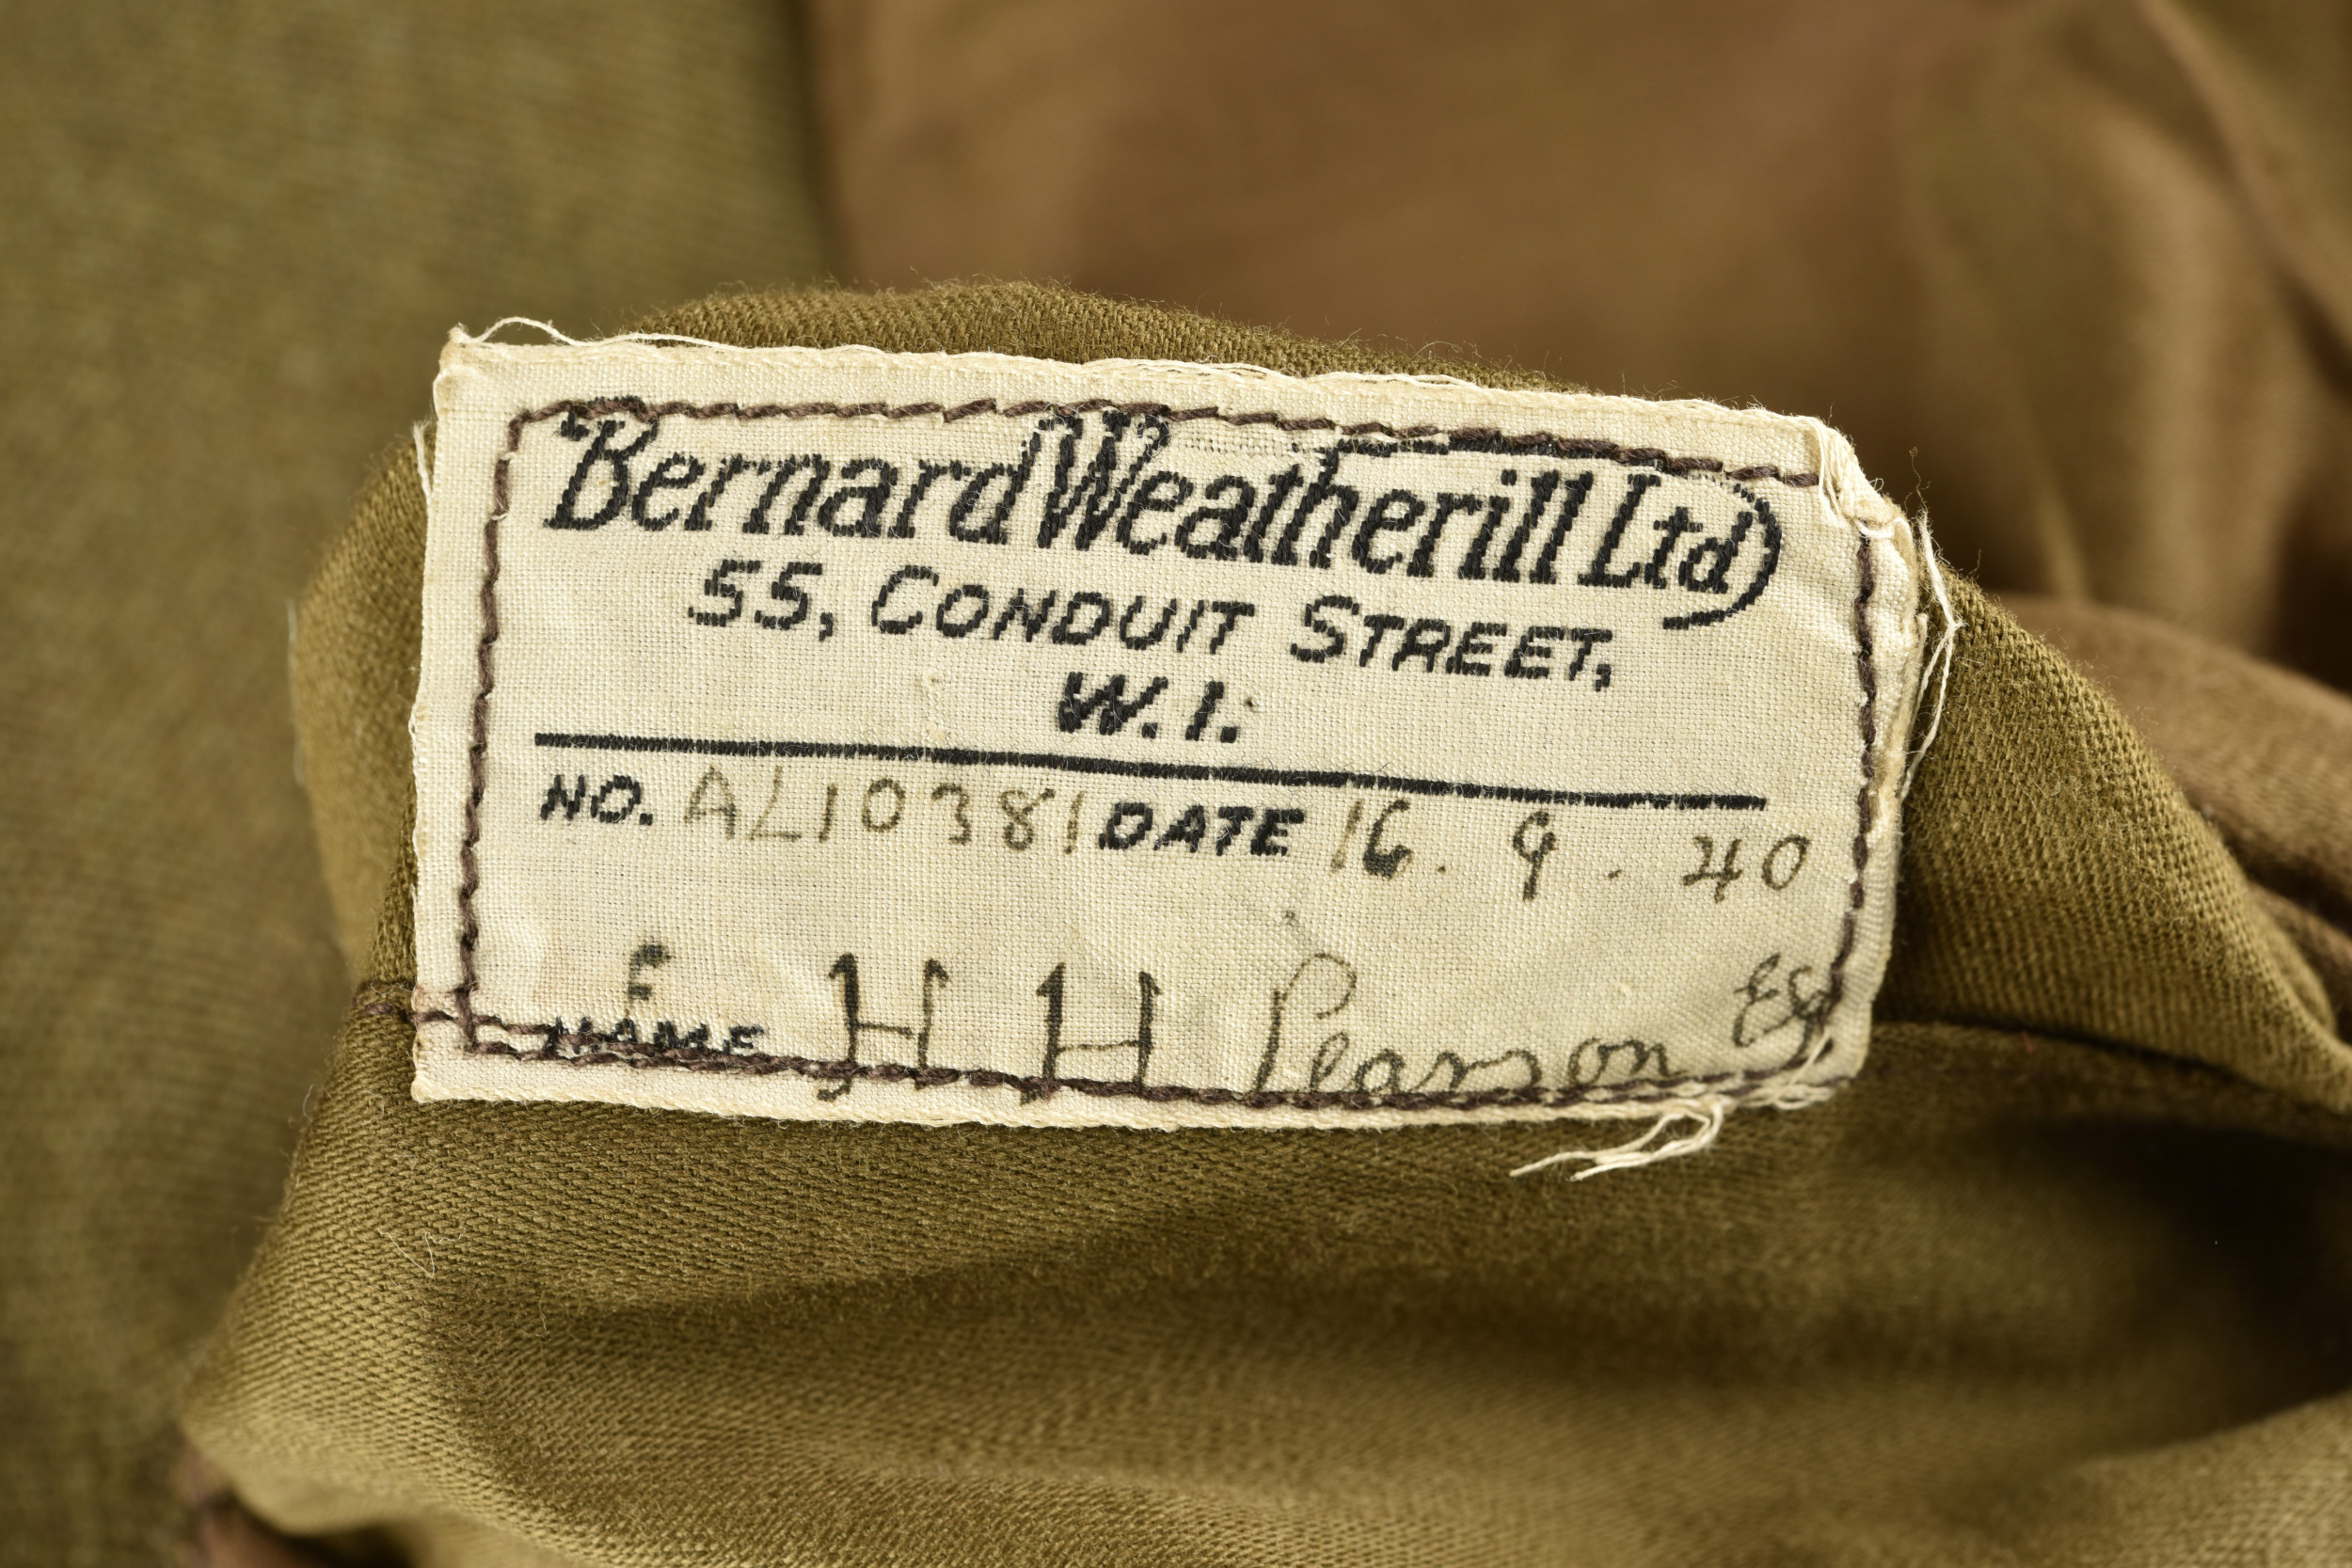 Bernard Weatherill Ltd
55, CONDUIT STREET,
W.1.
NO. AL10381 DATE 16.9.40
F
NAME H H Pearson Esq